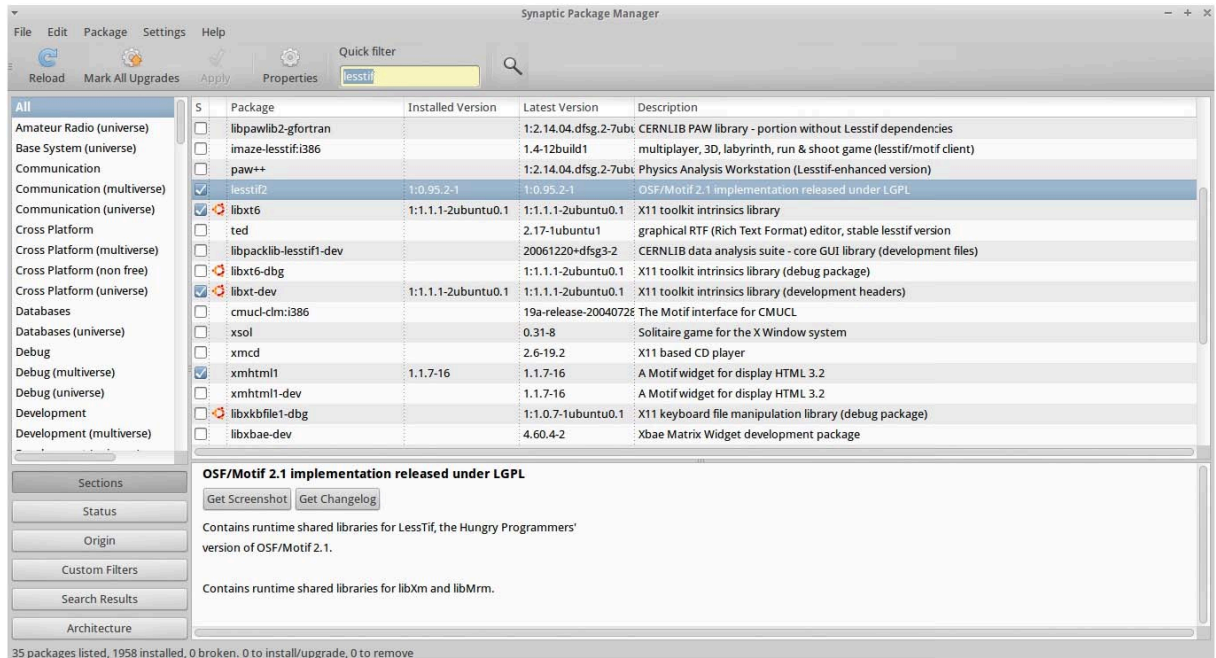 Synaptic Package Manager
File Edit Package Settings Help
Reload Mark All Upgrades Apply Properties
Quick filter
lesstif
All
Amateur Radio (universe)
Base System (universe)
Communication
Communication (multiverse)
Communication (universe)
Cross Platform
Cross Platform (multiverse)
Cross Platform (non free)
Cross Platform (universe)
Databases
Databases (universe)
Debug
Debug (multiverse)
Debug (universe)
Development
Development (multiverse)
Sections
Status
Origin
Custom Filters
Search Results
Architecture
S Package Installed Version Latest Version Description
libpawlib2-gfortran 1:2.14.04.dfsg.2-7ubu CERNLIB PAW library - portion without Lesstif dependencies
imaze-lesstif:i386 1.4-12build1 multiplayer, 3D, labyrinth, run & shoot game (lesstif/motif client)
paw++ 1:2.14.04.dfsg.2-7ubu Physics Analysis Workstation (Lesstif-enhanced version)
lesstif2 1:0.95.2-1 1:0.95.2-1 OSF/Motif 2.1 implementation released under LGPL
libxt6 1:1.1.1-2ubuntu0.1 1:1.1.1-2ubuntu0.1 X11 toolkit intrinsics library
ted 2.17-1ubuntu1 graphical RTF (Rich Text Format) editor, stable lesstif version
libpacklib-lesstif1-dev 20061220+dfsg3-2 CERNLIB data analysis suite - core GUI library (development files)
libxt6-dbg 1:1.1.1-2ubuntu0.1 X11 toolkit intrinsics library (debug package)
libxt-dev 1:1.1.1-2ubuntu0.1 1:1.1.1-2ubuntu0.1 X11 toolkit intrinsics library (development headers)
cmucl-clm:i386 19a-release-20040728 The Motif interface for CMUCL
xsol 0.31-8 Solitaire game for the X Window system
xmcd 2.6-19.2 X11 based CD player
xmhtml1 1.1.7-16 1.1.7-16 A Motif widget for display HTML 3.2
xmhtml1-dev 1.1.7-16 A Motif widget for display HTML 3.2
libxkbfile1-dbg 1:1.0.7-1ubuntu0.1 X11 keyboard file manipulation library (debug package)
libxbae-dev 4.60.4-2 Xbae Matrix Widget development package
OSF/Motif 2.1 implementation released under LGPL
Get Screenshot Get Changelog
Contains runtime shared libraries for LessTif, the Hungry Programmers'
version of OSF/Motif 2.1.
Contains runtime shared libraries for libXm and libMrm.
35 packages listed, 1958 installed, 0 broken. 0 to install/upgrade, 0 to remove